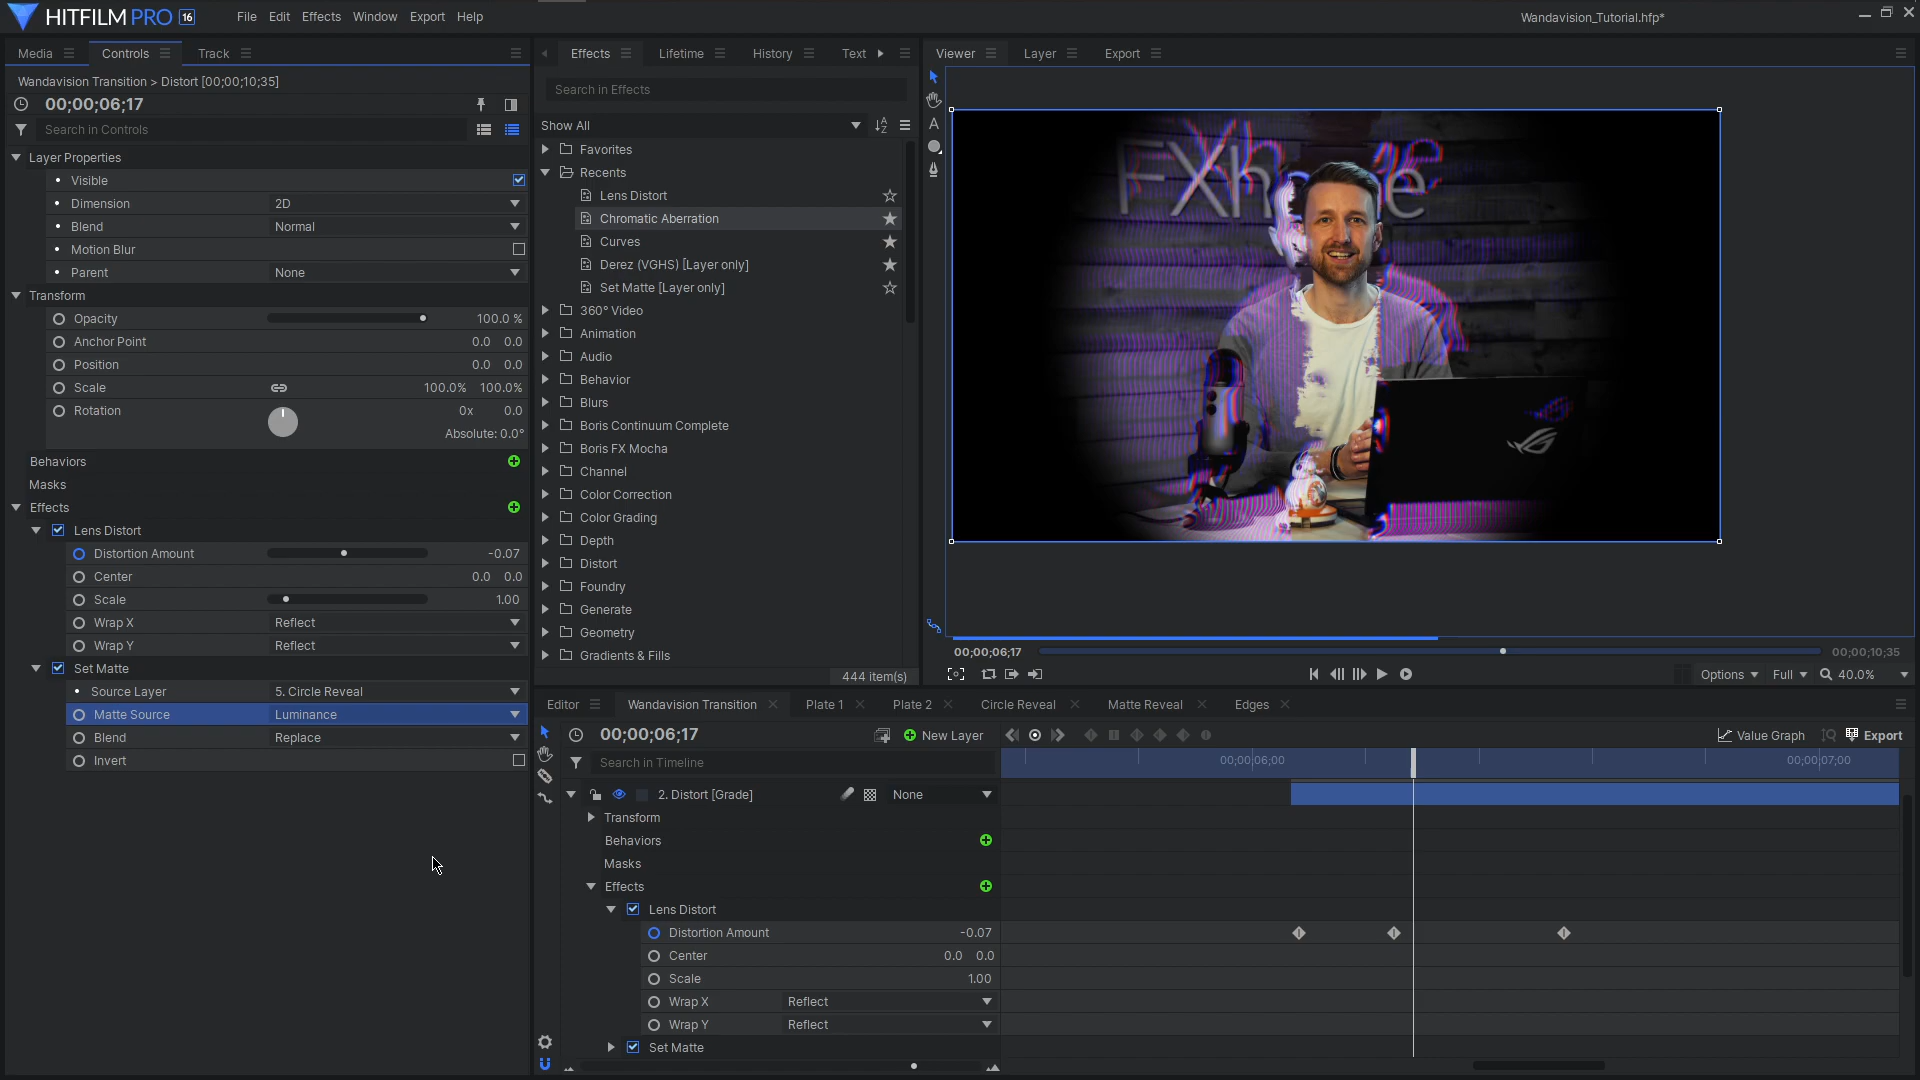 HITFILM PRO 16
File Edit Effects Window Export Help
Wandavision_Tutorial.hfp*
Media Controls Track
Wandavision Transition > Distort [00;00;10;35]
00;00;06;17
Search in Controls
Layer Properties
Visible
Dimension 2D
Blend Normal
Motion Blur
Parent None
Transform
Opacity 100.0 %
Anchor Point 0.0 0.0
Position 0.0 0.0
Scale 100.0% 100.0%
Rotation 0x 0.0
Absolute: 0.0°
Behaviors
Masks
Effects
Lens Distort
Distortion Amount -0.07
Center 0.0 0.0
Scale 1.00
Wrap X Reflect
Wrap Y Reflect
Set Matte
Source Layer 5. Circle Reveal
Matte Source Luminance
Blend Replace
Invert
Effects Lifetime History Text
Search in Effects
Show All
Favorites
Recents
Lens Distort
Chromatic Aberration
Curves
Derez (VGHS) [Layer only]
Set Matte [Layer only]
360° Video
Animation
Audio
Behavior
Blurs
Boris Continuum Complete
Boris FX Mocha
Channel
Color Correction
Color Grading
Depth
Distort
Foundry
Generate
Geometry
Gradients & Fills
444 item(s)
Viewer Layer Export
FXhome
00;00;06;17 00;00;10;35
Options Full 40.0%
Editor Wandavision Transition Plate 1 Plate 2 Circle Reveal Matte Reveal Edges
00;00;06;17 New Layer Value Graph Export
Search in Timeline 00;00;06;00 00;00;07;00
2. Distort [Grade] None
Transform
Behaviors
Masks
Effects
Lens Distort
Distortion Amount -0.07
Center 0.0 0.0
Scale 1.00
Wrap X Reflect
Wrap Y Reflect
Set Matte